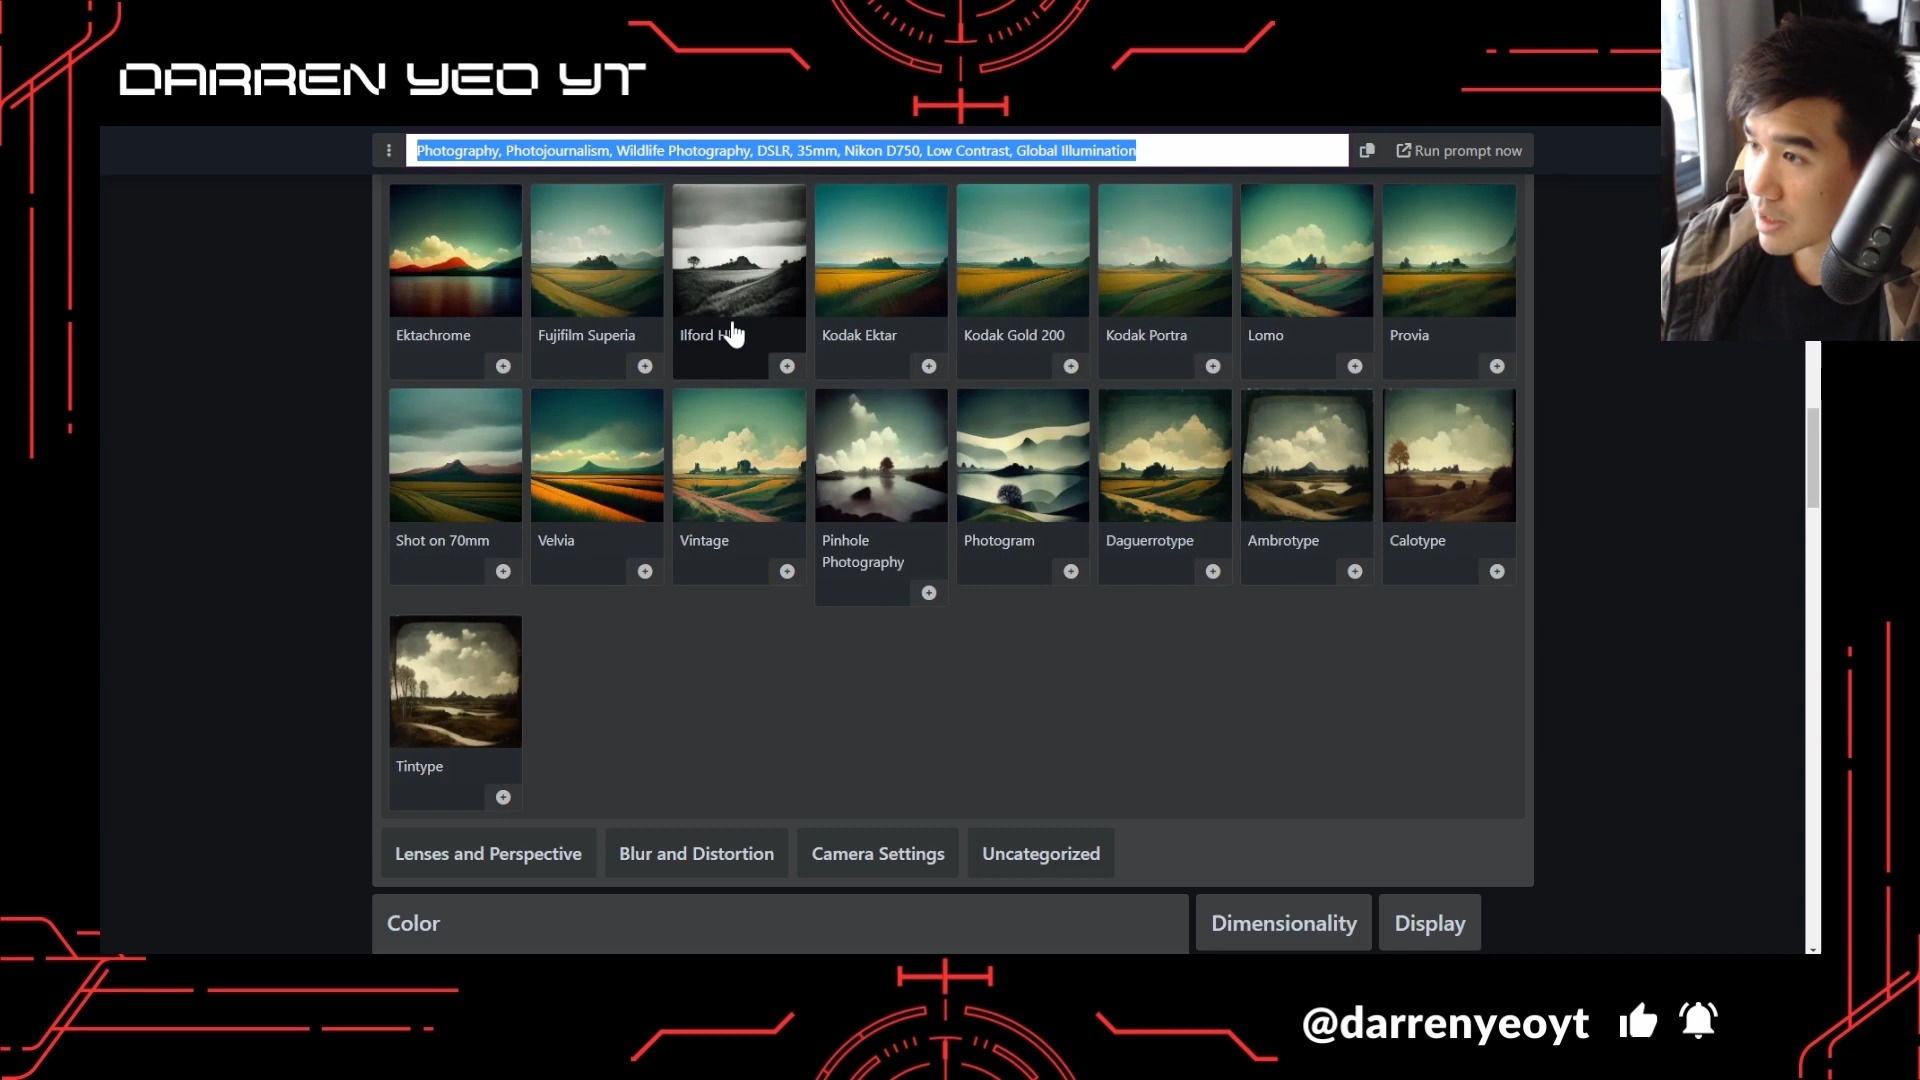 DARREN YEO YT
Photography, Photojournalism, Wildlife Photography, DSLR, 35mm, Nikon D750, Low Contrast, Global Illumination
Run prompt now
Ektachrome
Fujifilm Superia
Ilford
Kodak Ektar
Kodak Gold 200
Kodak Portra
Lomo
Provia
Shot on 70mm
Velvia
Vintage
Pinhole
Photography
Photogram
Daguerrotype
Ambrotype
Calotype
Tintype
Lenses and Perspective
Blur and Distortion
Camera Settings
Uncategorized
Color
Dimensionality
Display
@darrenyeoyt